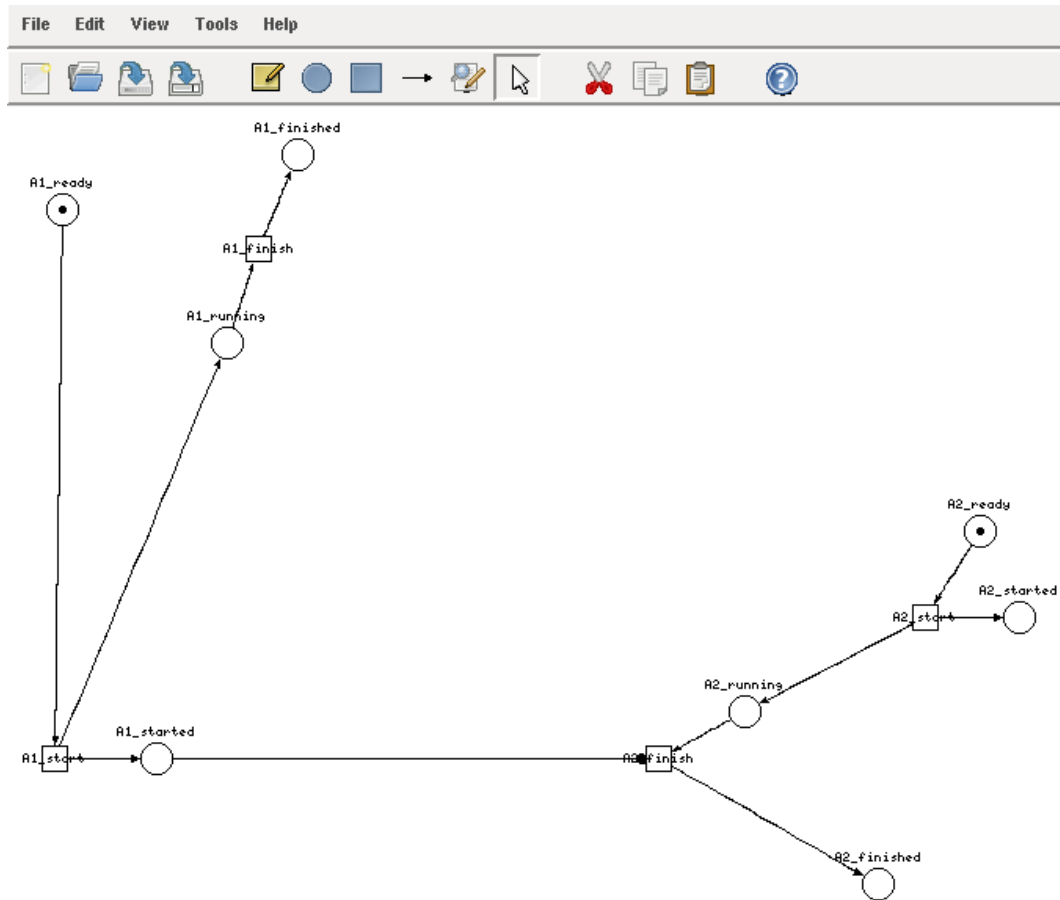 File Edit View Tools Help
A1_finished
A1_ready
A1_finish
A1_running
A2_ready
A2_started
A2_start
A2_running
A1_started
A1_start
A2_finish
A2_finished